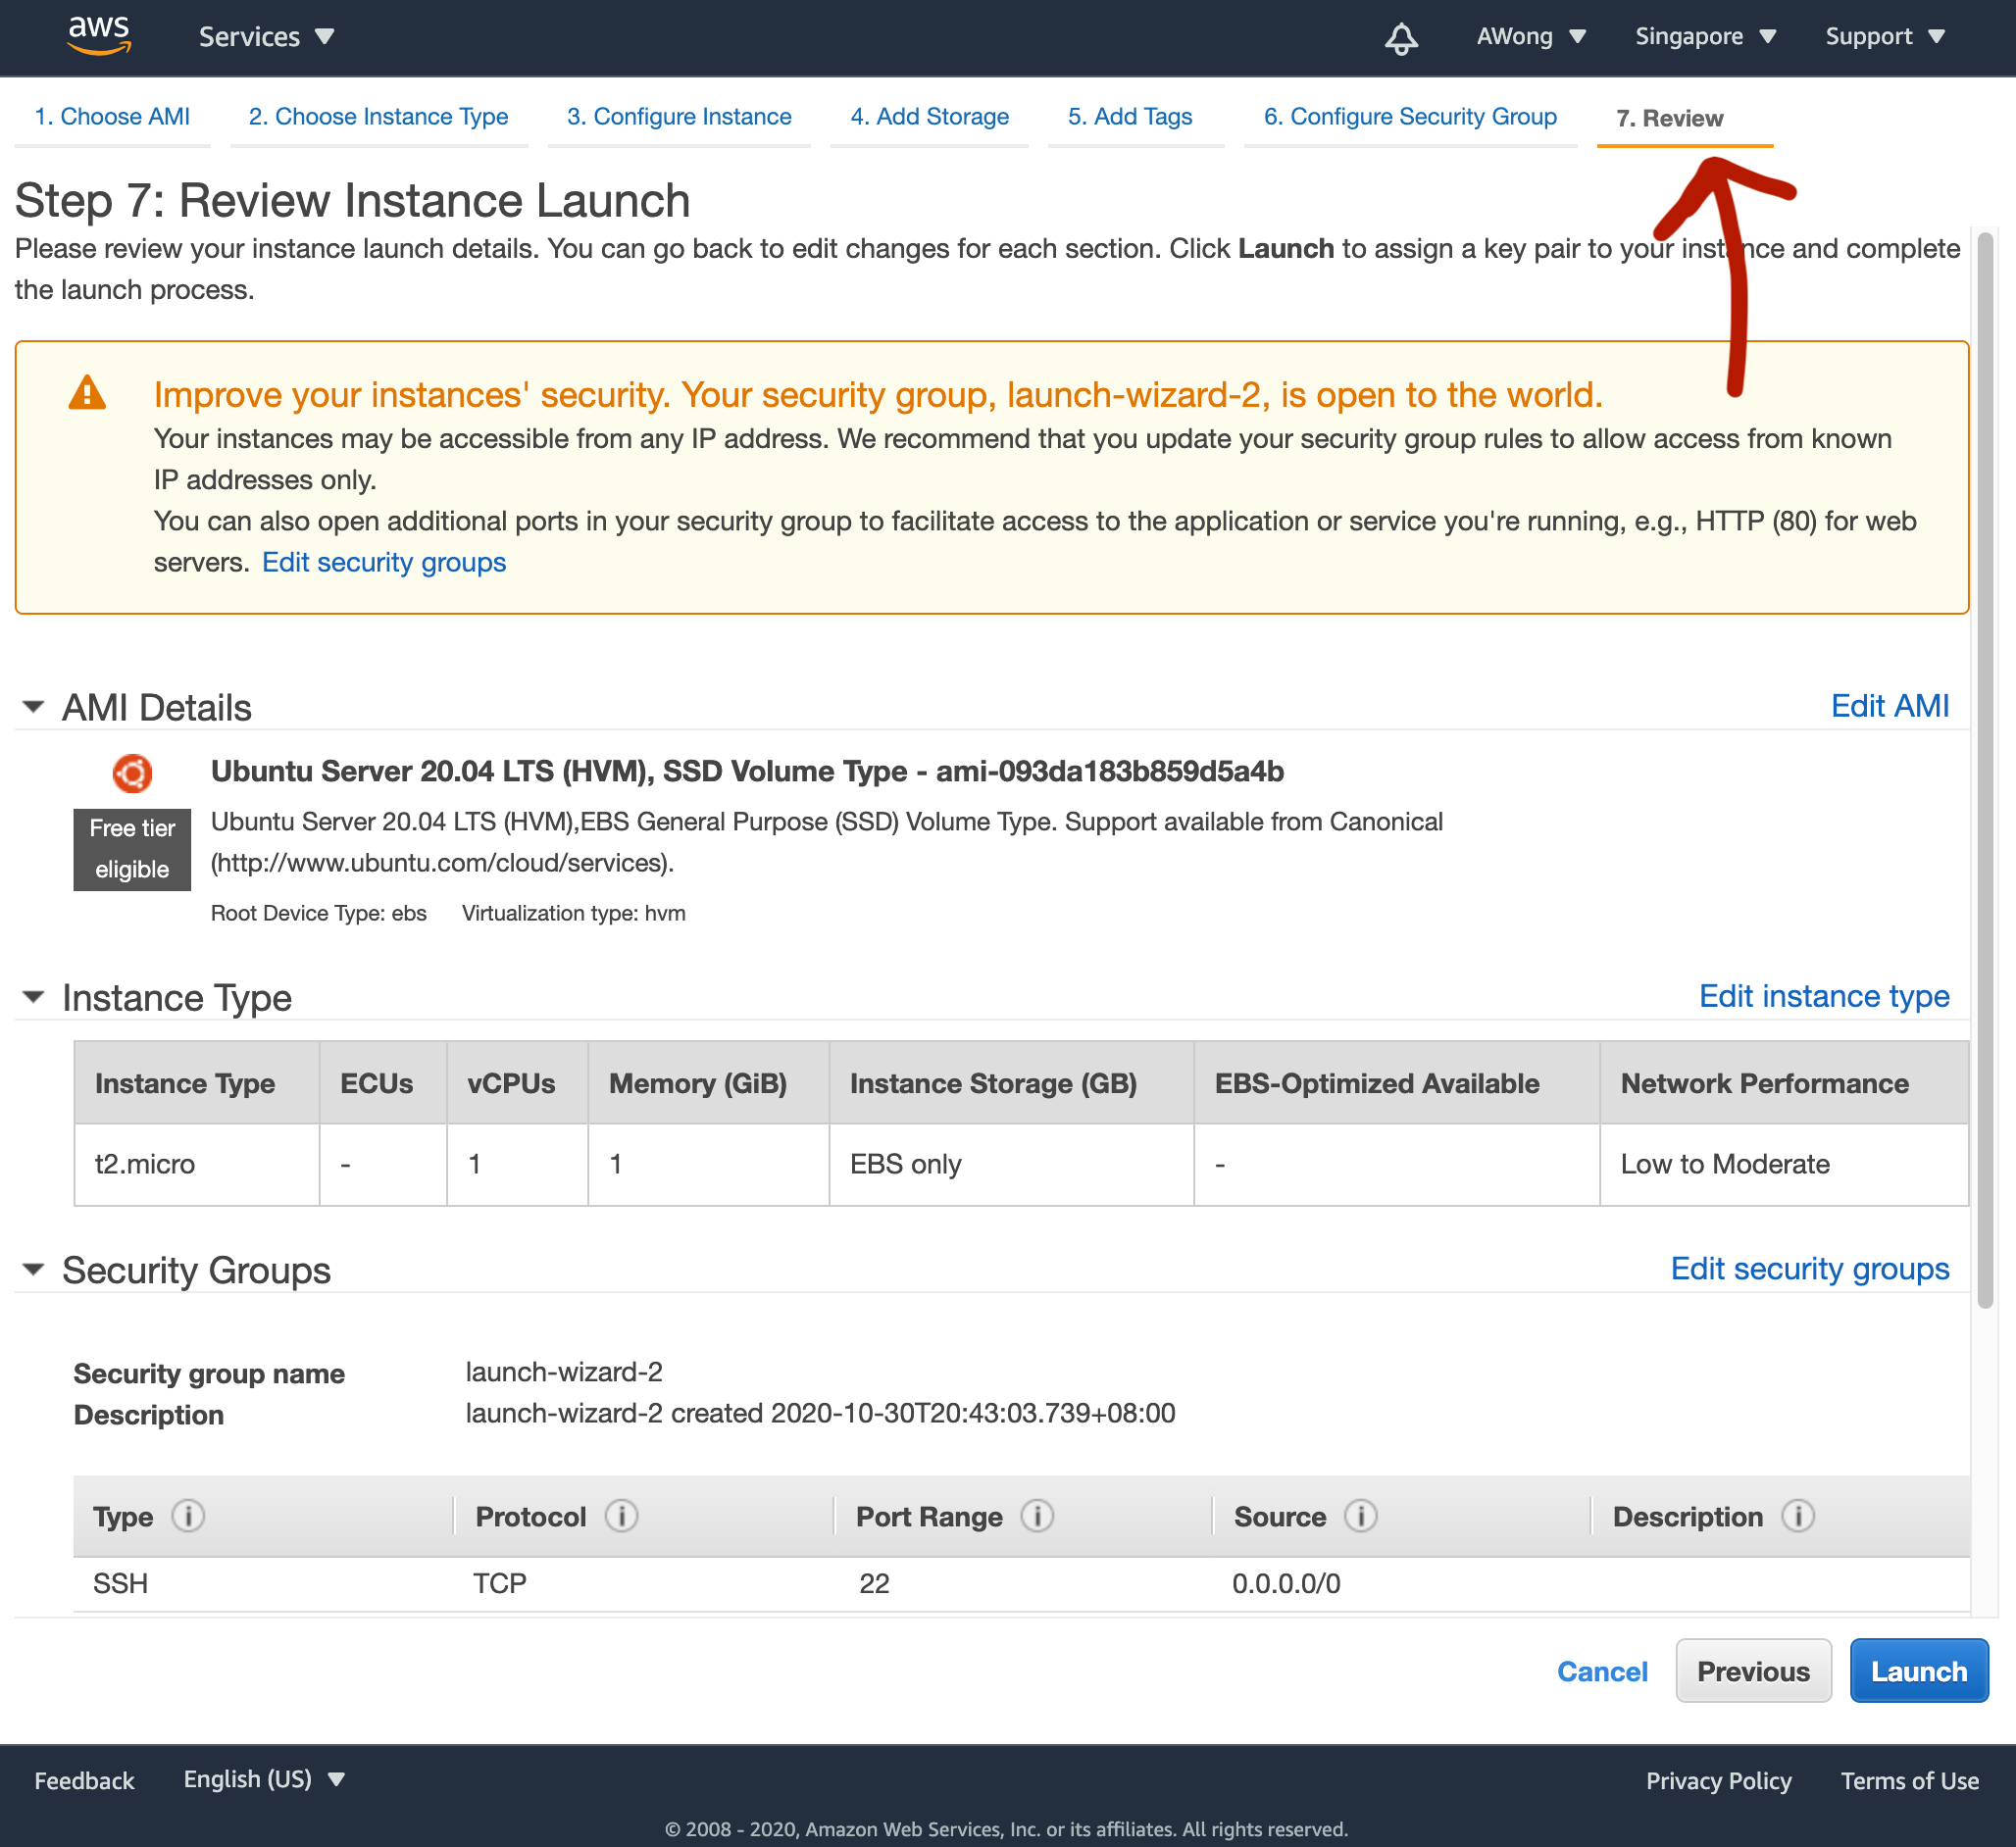 aws Services AWong Singapore Support
1. Choose AMI 2. Choose Instance Type 3. Configure Instance 4. Add Storage 5. Add Tags 6. Configure Security Group 7. Review
Step 7: Review Instance Launch
Please review your instance launch details. You can go back to edit changes for each section. Click Launch to assign a key pair to your instance and complete
the launch process.
Improve your instances' security. Your security group, launch-wizard-2, is open to the world.
Your instances may be accessible from any IP address. We recommend that you update your security group rules to allow access from known
IP addresses only.
You can also open additional ports in your security group to facilitate access to the application or service you're running, e.g., HTTP (80) for web
servers. Edit security groups
AMI Details Edit AMI
Ubuntu Server 20.04 LTS (HVM), SSD Volume Type - ami-093da183b859d5a4b
Free tier
eligible
Ubuntu Server 20.04 LTS (HVM),EBS General Purpose (SSD) Volume Type. Support available from Canonical
(http://www.ubuntu.com/cloud/services).
Root Device Type: ebs Virtualization type: hvm
Instance Type Edit instance type
Instance Type ECUs vCPUs Memory (GiB) Instance Storage (GB) EBS-Optimized Available Network Performance
t2.micro - 1 1 EBS only - Low to Moderate
Security Groups Edit security groups
Security group name launch-wizard-2
Description launch-wizard-2 created 2020-10-30T20:43:03.739+08:00
Type i Protocol i Port Range i Source i Description i
SSH TCP 22 0.0.0.0/0
Cancel Previous Launch
Feedback English (US) Privacy Policy Terms of Use
© 2008 - 2020, Amazon Web Services, Inc. or its affiliates. All rights reserved.